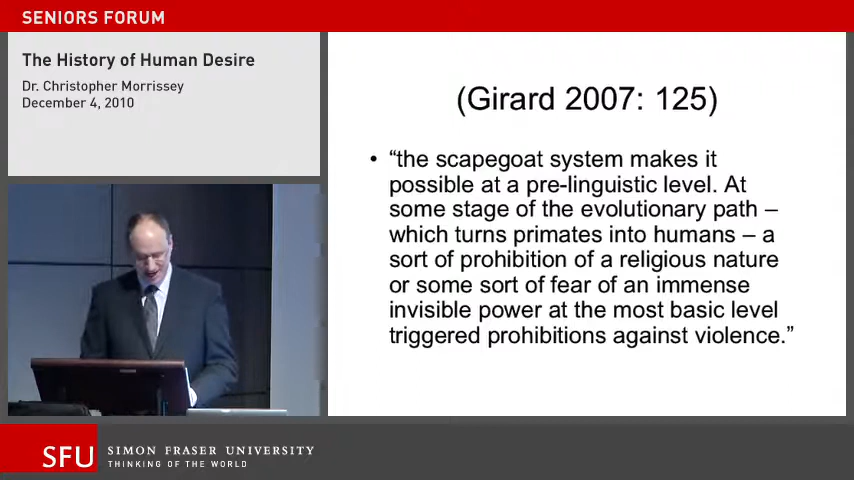 SENIORS FORUM
The History of Human Desire
Dr. Christopher Morrissey
December 4, 2010
(Girard 2007: 125)
• “the scapegoat system makes it
possible at a pre-linguistic level. At
some stage of the evolutionary path –
which turns primates into humans – a
sort of prohibition of a religious nature
or some sort of fear of an immense
invisible power at the most basic level
triggered prohibitions against violence.”
SFU
SIMON FRASER UNIVERSITY
THINKING OF THE WORLD